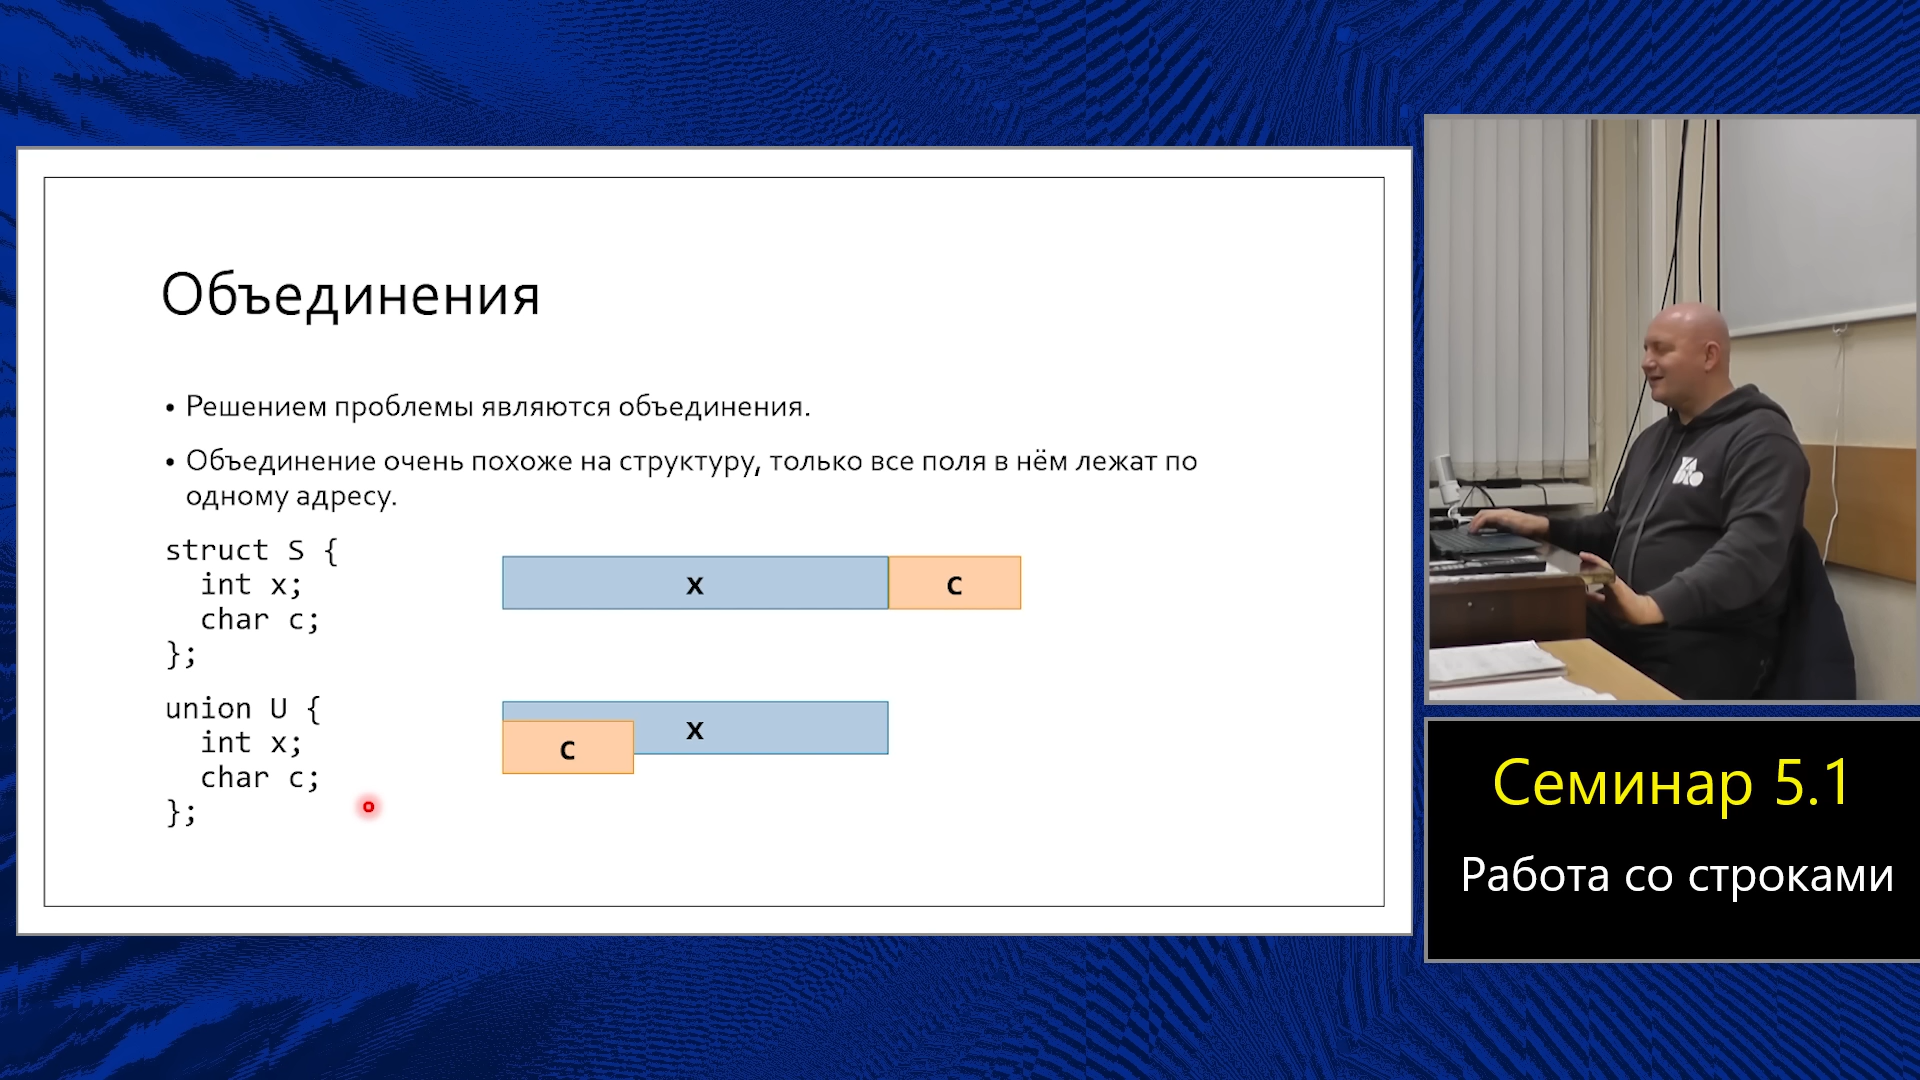 Объединения
• Решением проблемы являются объединения.
• Объединение очень похоже на структуру, только все поля в нём лежат по
одному адресу.
struct S {
int x;
char c;
};
x
c
union U {
int x;
char c;
};
x
c
Семинар 5.1
Работа со строками